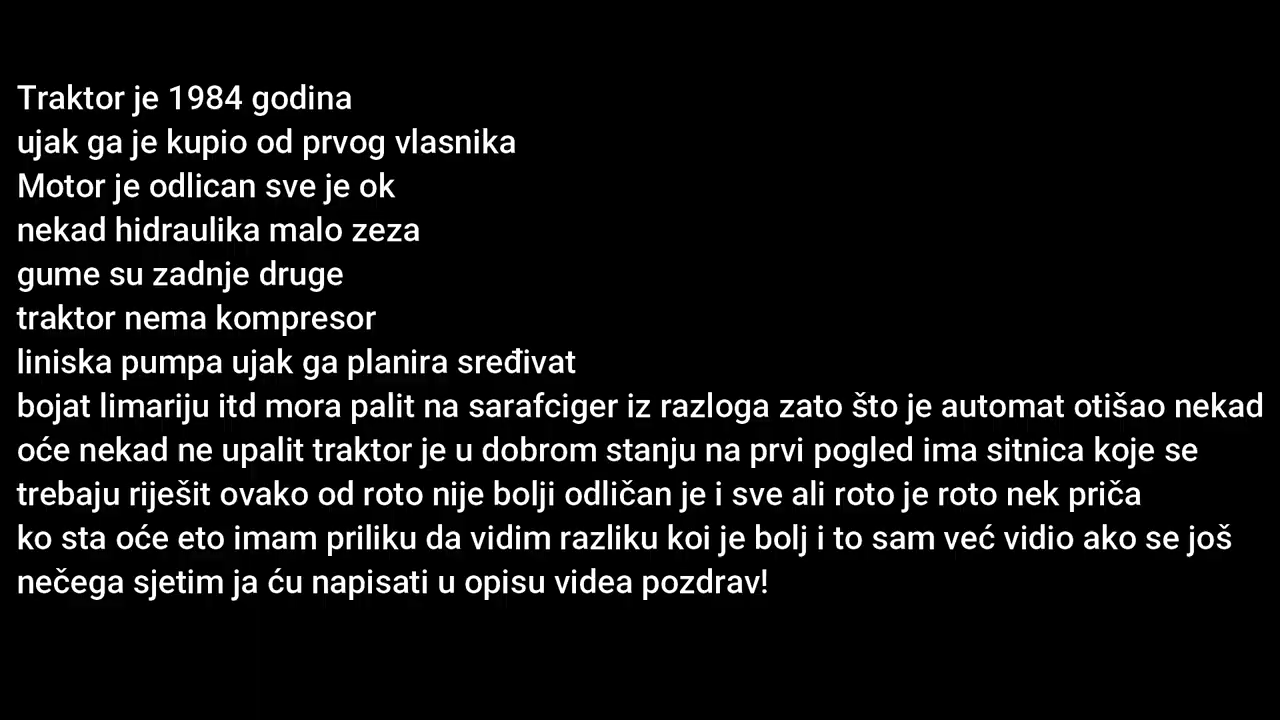 Traktor je 1984 godina
ujak ga je kupio od prvog vlasnika
Motor je odlican sve je ok
nekad hidraulika malo zeza
gume su zadnje druge
traktor nema kompresor
liniska pumpa ujak ga planira sređivat
bojat limariju itd mora palit na sarafciger iz razloga zato što je automat otišao nekad
oće nekad ne upalit traktor je u dobrom stanju na prvi pogled ima sitnica koje se
trebaju riješit ovako od roto nije bolji odličan je i sve ali roto je roto nek priča
ko sta oće eto imam priliku da vidim razliku koi je bolj i to sam već vidio ako se još
nečega sjetim ja ću napisati u opisu videa pozdrav!